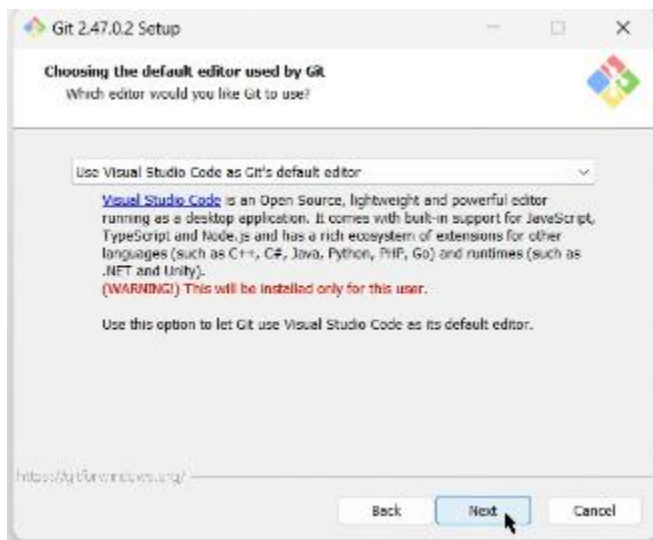 Git 2.47.0.2 Setup
Choosing the default editor used by Git
Which editor would you like Git to use?
Use Visual Studio Code as Git's default editor
Visual Studio Code is an Open Source, lightweight and powerful editor
running as a desktop application. It comes with built-in support for JavaScript,
TypeScript and Node.js and has a rich ecosystem of extensions for other
languages (such as C++, C#, Java, Python, PHP, Go) and runtimes (such as
.NET and Unity).
(WARNING!) This will be installed only for this user.
Use this option to let Git use Visual Studio Code as its default editor.
https://gitforwindows.org/
Back
Next
Cancel